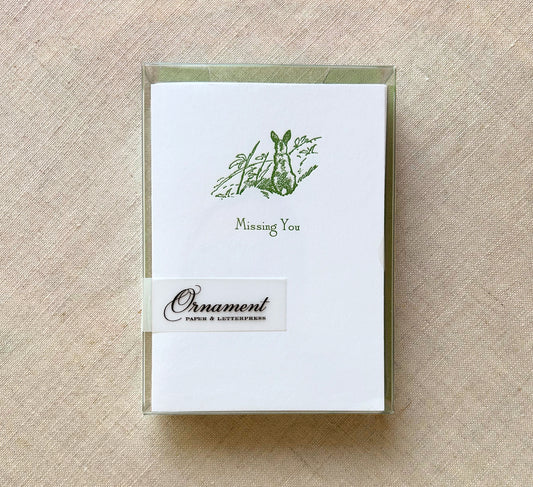 Missing You
Ornament
PAPER & LETTERPRESS